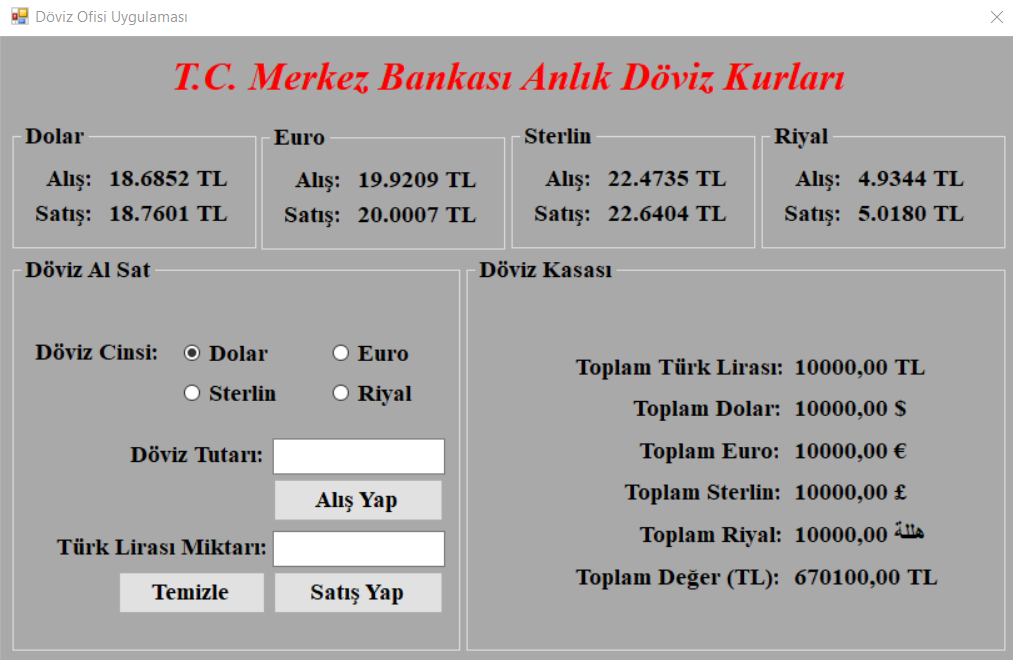 Döviz Ofisi Uygulaması
T.C. Merkez Bankası Anlık Döviz Kurları
Dolar
Alış: 18.6852 TL
Satış: 18.7601 TL
Euro
Alış: 19.9209 TL
Satış: 20.0007 TL
Sterlin
Alış: 22.4735 TL
Satış: 22.6404 TL
Riyal
Alış: 4.9344 TL
Satış: 5.0180 TL
Döviz Al Sat
Döviz Cinsi: Dolar Euro
Sterlin Riyal
Döviz Tutarı:
Alış Yap
Türk Lirası Miktarı:
Temizle Satış Yap
Döviz Kasası
Toplam Türk Lirası: 10000,00 TL
Toplam Dolar: 10000,00 $
Toplam Euro: 10000,00 €
Toplam Sterlin: 10000,00 £
Toplam Riyal: 10000,00 هللة
Toplam Değer (TL): 670100,00 TL